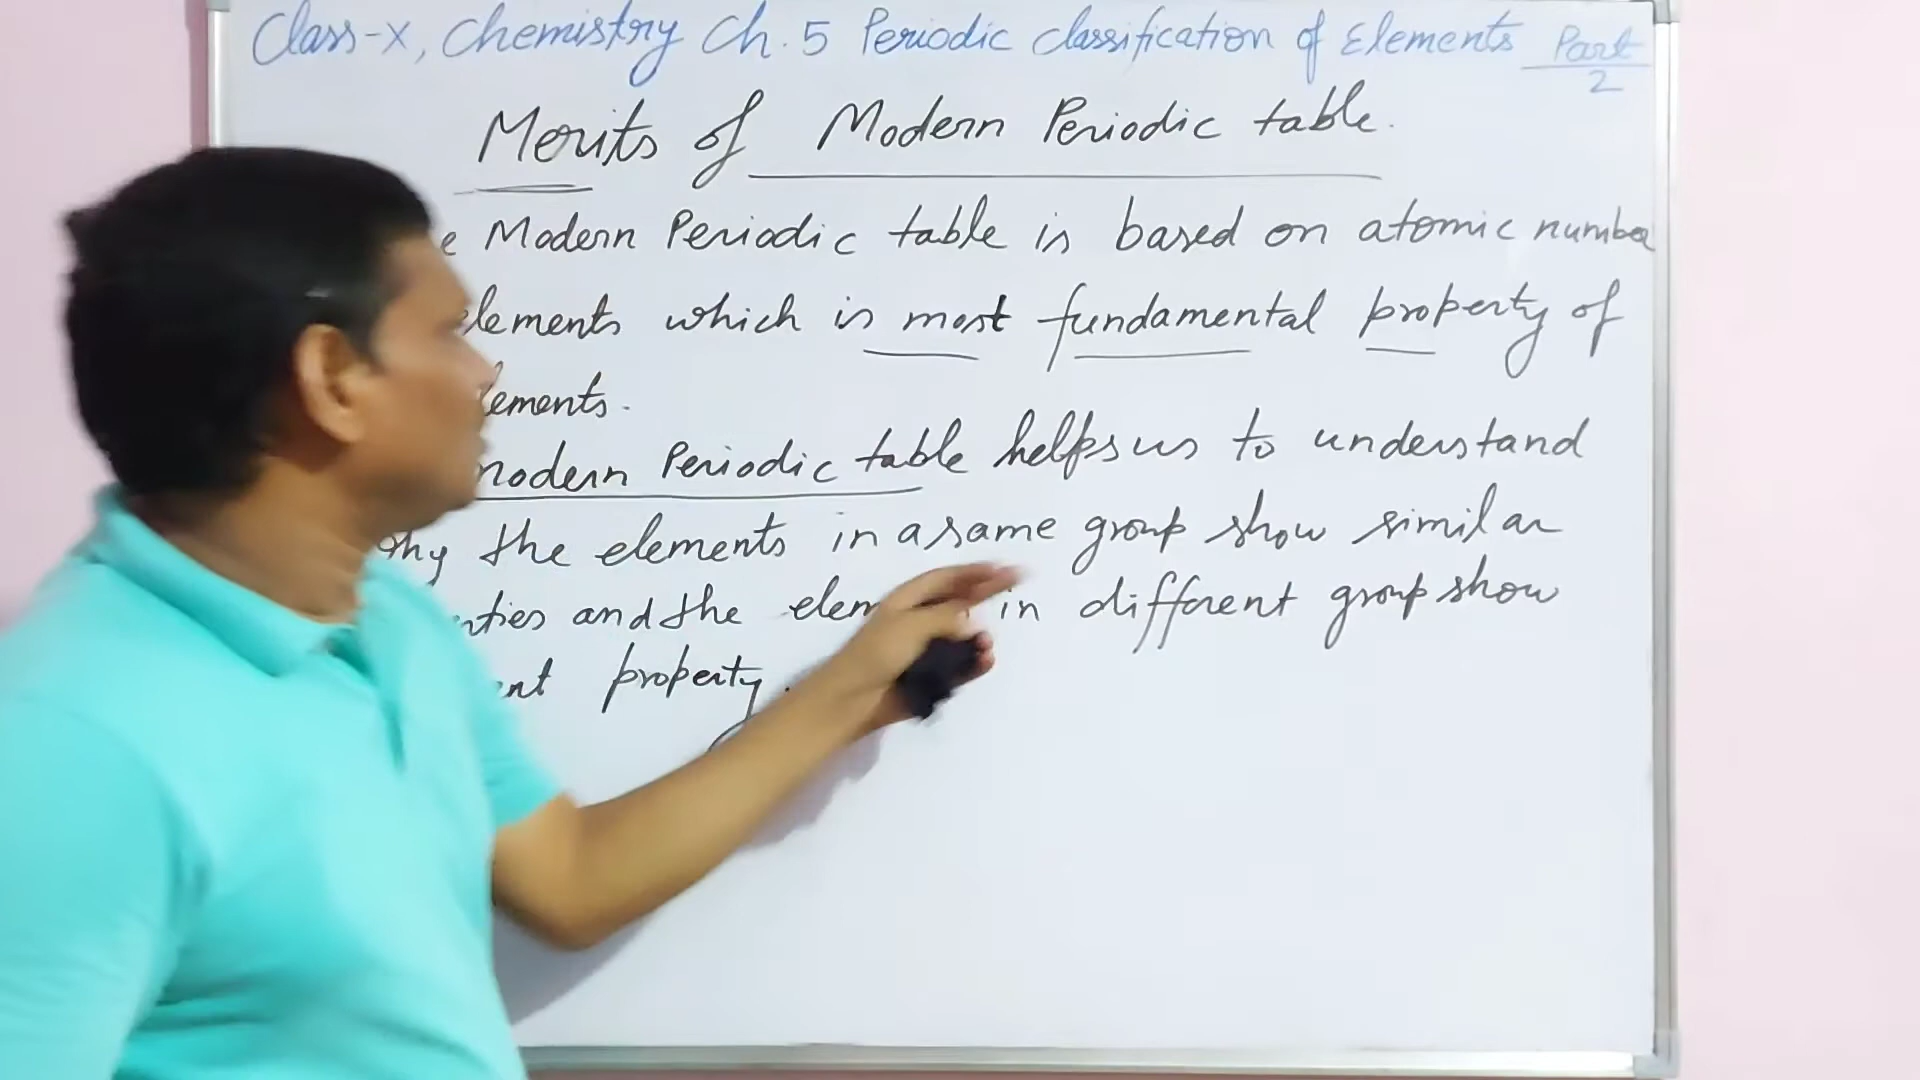 Class-X, Chemistry Ch. 5 Periodic classification of Elements Part 2
Merits of Modern Periodic table.
Modern Periodic table is based on atomic number
elements which is most fundamental property of
ements.
modern Periodic table helps us to understand
why the elements in a same group show similar
and the in different group show
property.